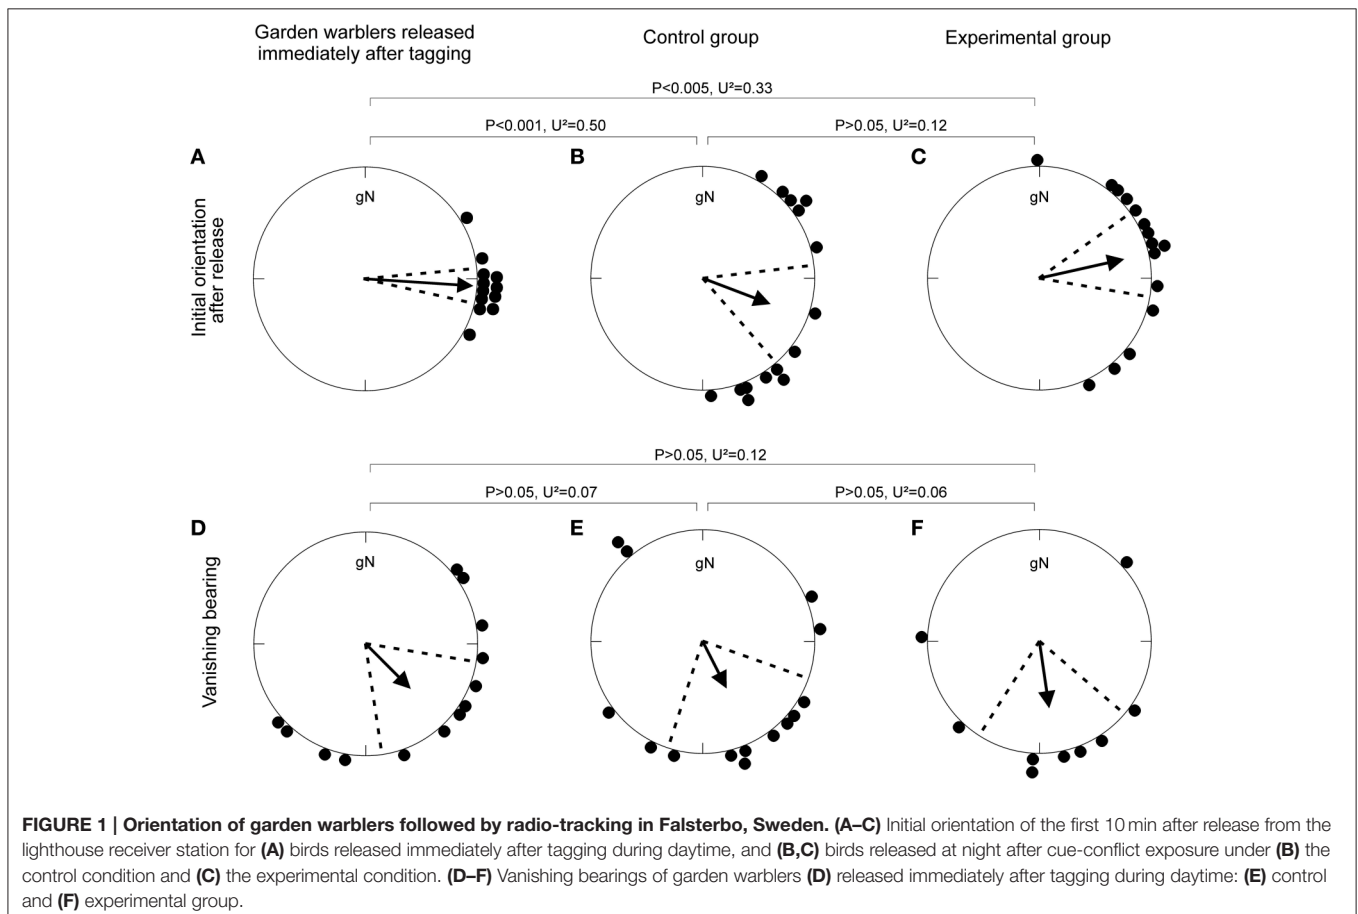 Garden warblers released
immediately after tagging
Control group
Experimental group
P<0.005, U²=0.33
P<0.001, U²=0.50
P>0.05, U²=0.12
A
B
C
gN
gN
gN
Initial orientation
after release
P>0.05, U²=0.12
P>0.05, U²=0.07
P>0.05, U²=0.06
D
E
F
gN
gN
gN
Vanishing bearing
FIGURE 1 | Orientation of garden warblers followed by radio-tracking in Falsterbo, Sweden. (A–C) Initial orientation of the first 10 min after release from the
lighthouse receiver station for (A) birds released immediately after tagging during daytime, and (B,C) birds released at night after cue-conflict exposure under (B) the
control condition and (C) the experimental condition. (D–F) Vanishing bearings of garden warblers (D) released immediately after tagging during daytime: (E) control
and (F) experimental group.